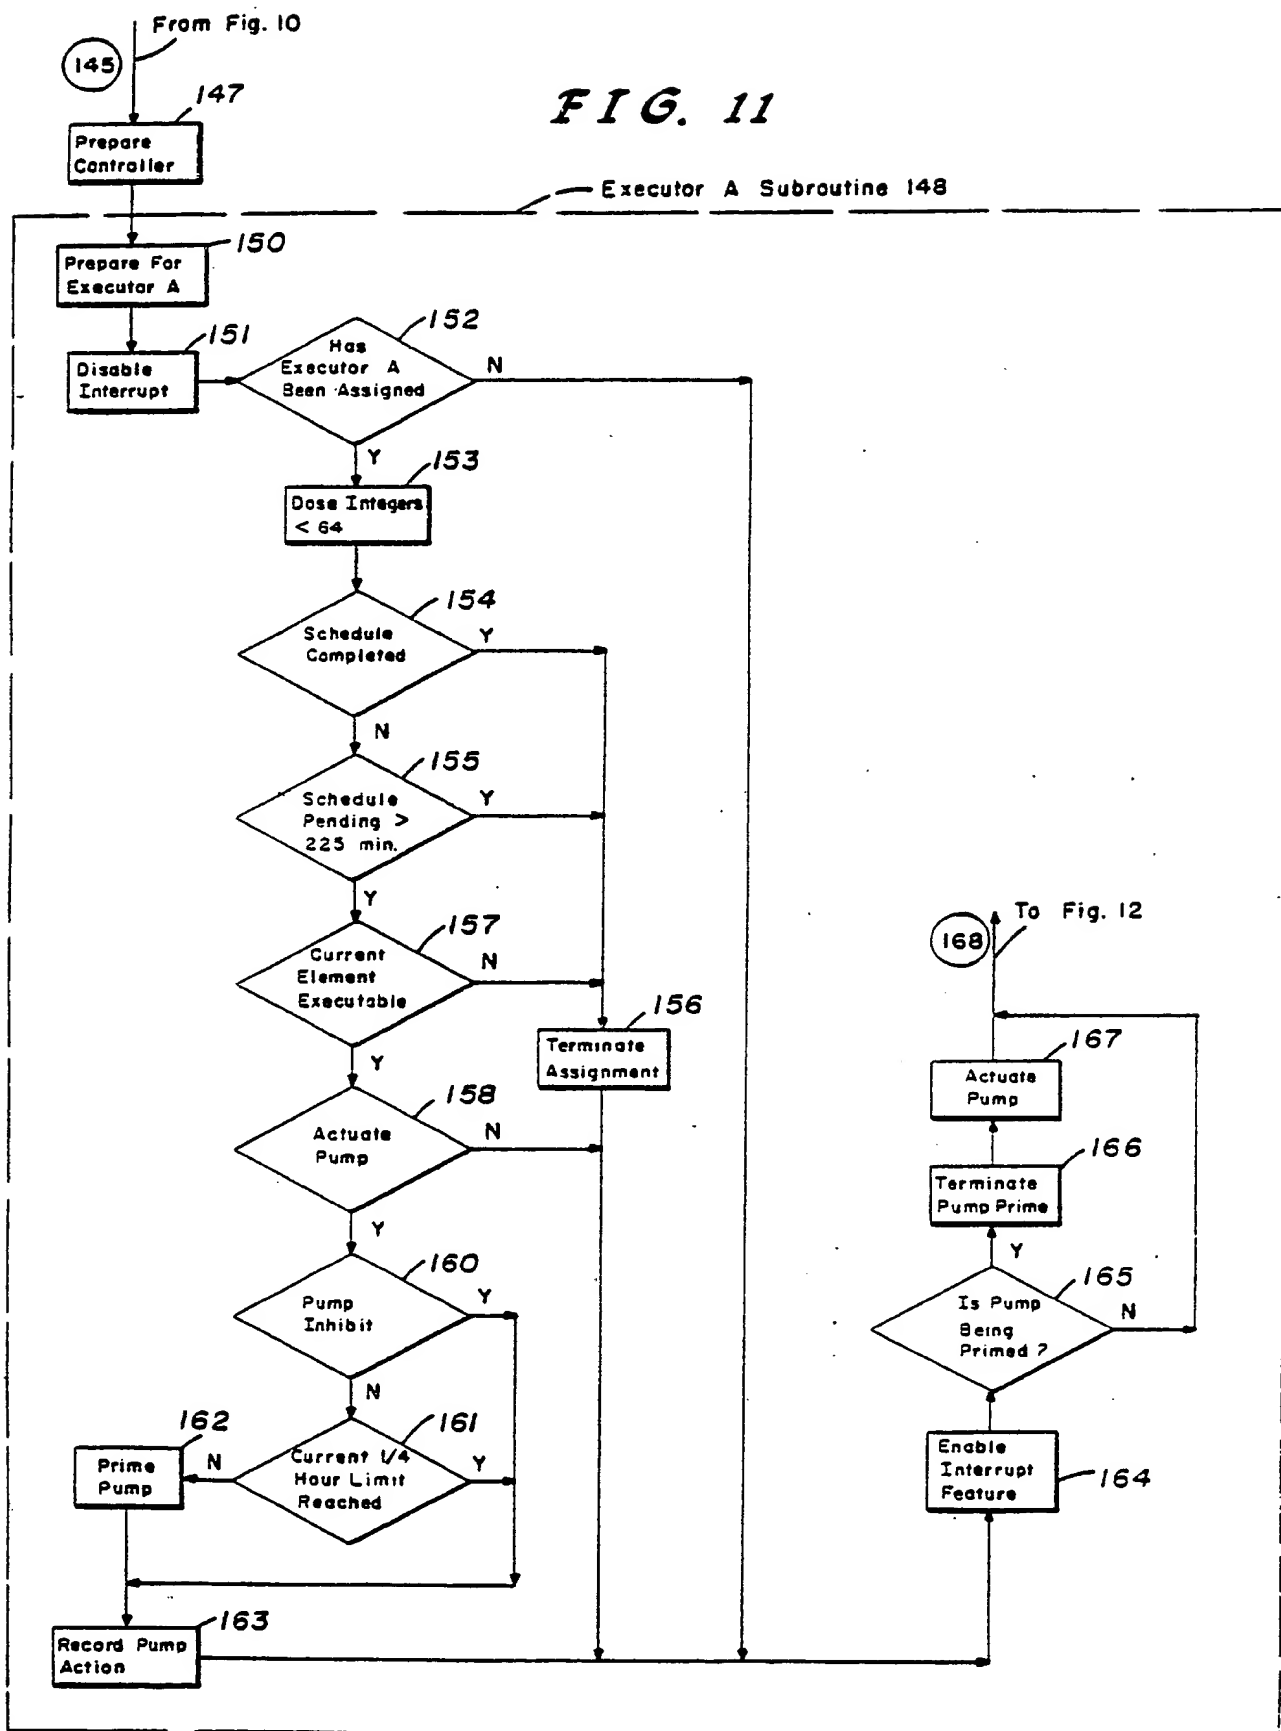 From Fig. 10
145
FIG. 11
147
Prepare
Controller
Executor A Subroutine 148
150
Prepare For
Executor A
151
Disable
Interrupt
152
Has
Executor A
Been Assigned
N
Y
153
Dose Integers
< 64
154
Schedule
Completed
Y
N
155
Schedule
Pending >
225 min.
Y
Y
157
Current
Element
Executable
N
Y
156
Terminate
Assignment
158
Actuate
Pump
N
Y
160
Pump
Inhibit
Y
N
161
Current 1/4
Hour Limit
Reached
Y
N
162
Prime
Pump
163
Record Pump
Action
To Fig. 12
168
167
Actuate
Pump
166
Terminate
Pump Prime
Y
165
Is Pump
Being
Primed ?
N
Enable
Interrupt
Feature
164